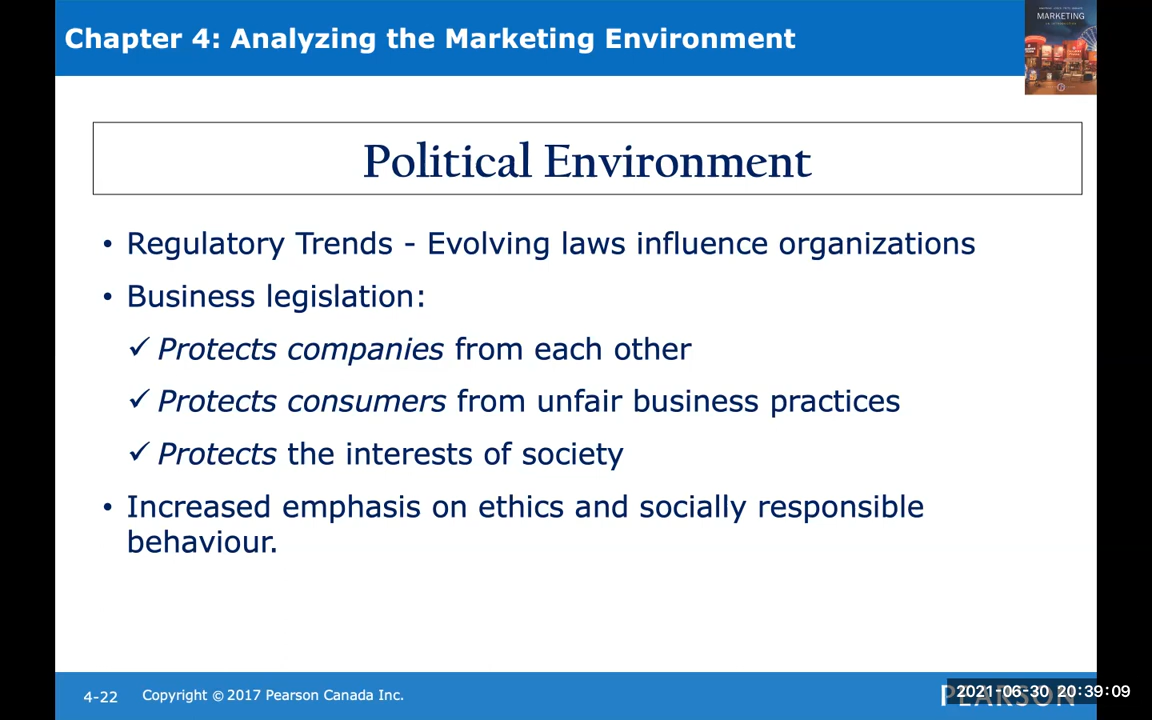 Chapter 4: Analyzing the Marketing Environment
MARKETING
Political Environment
• Regulatory Trends - Evolving laws influence organizations
• Business legislation:
✓ Protects companies from each other
✓ Protects consumers from unfair business practices
✓ Protects the interests of society
• Increased emphasis on ethics and socially responsible
behaviour.
4-22
Copyright © 2017 Pearson Canada Inc.
PEARSON
2021-06-30 20:39:09